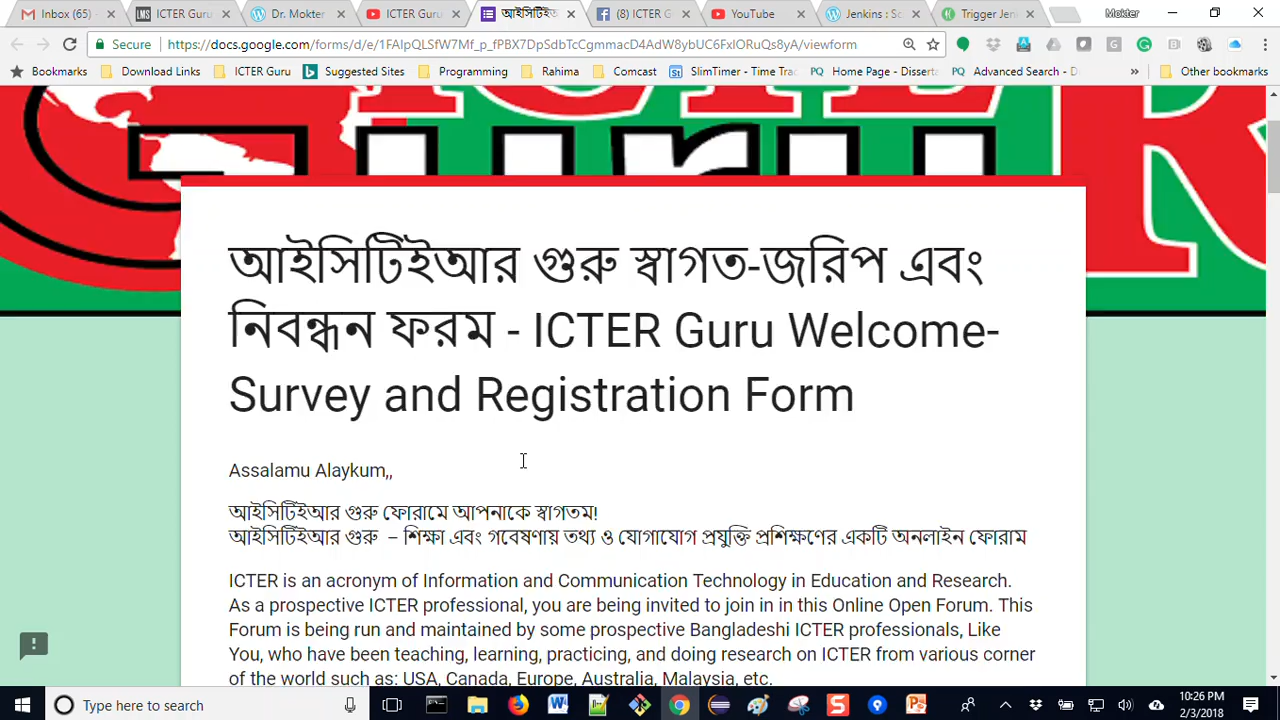 Inbox (65)
ICTER Guru
Dr. Mokter
ICTER Guru
আইসিটিই
(8) ICTER G
YouTube
Jenkins : Sc
Trigger Jen
Mokter
Secure
https://docs.google.com/forms/d/e/1FAIpQLSfW7Mf_p_fPBX7DpSdbTcCgmmacD4AdW8ybUC6FxIORuQs8yA/viewform
Bookmarks
Download Links
ICTER Guru
Suggested Sites
Programming
Rahima
Comcast
SlimTimer - Time Tra
PQ Home Page - Disserta
PQ Advanced Search - D
Other bookmarks
Guru
আইসিটিইআর গুরু স্বাগত-জরিপ এবং
নিবন্ধন ফরম - ICTER Guru Welcome-
Survey and Registration Form
Assalamu Alaykum,,
আইসিটিইআর গুরু ফোরামে আপনাকে স্বাগতম!
আইসিটিইআর গুরু – শিক্ষা এবং গবেষণায় তথ্য ও যোগাযোগ প্রযুক্তি প্রশিক্ষণের একটি অনলাইন ফোরাম
ICTER is an acronym of Information and Communication Technology in Education and Research.
As a prospective ICTER professional, you are being invited to join in in this Online Open Forum. This
Forum is being run and maintained by some prospective Bangladeshi ICTER professionals, Like
You, who have been teaching, learning, practicing, and doing research on ICTER from various corner
of the world such as: USA, Canada, Europe, Australia, Malaysia, etc.
Type here to search
10:26 PM
2/3/2018